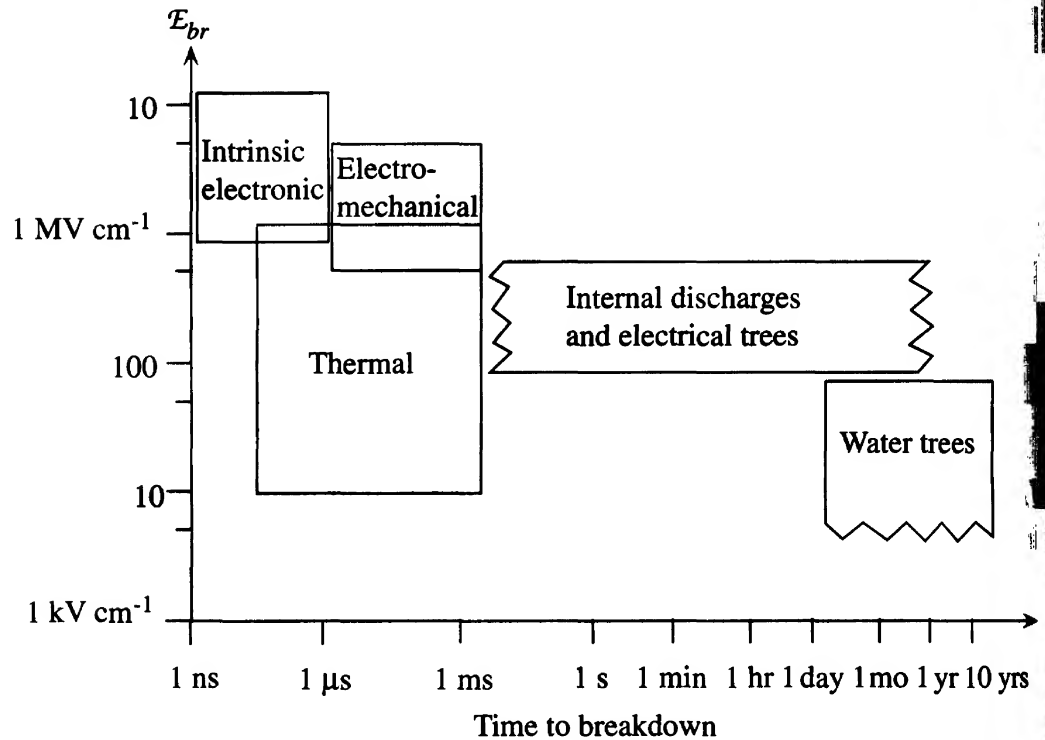 ℰbr
10
Intrinsic
electronic
Electro-
mechanical
1 MV cm-1
Internal discharges
and electrical trees
100
Thermal
Water trees
10
1 kV cm-1
1 ns 1 μs 1 ms 1 s 1 min 1 hr 1 day 1 mo 1 yr 10 yrs
Time to breakdown